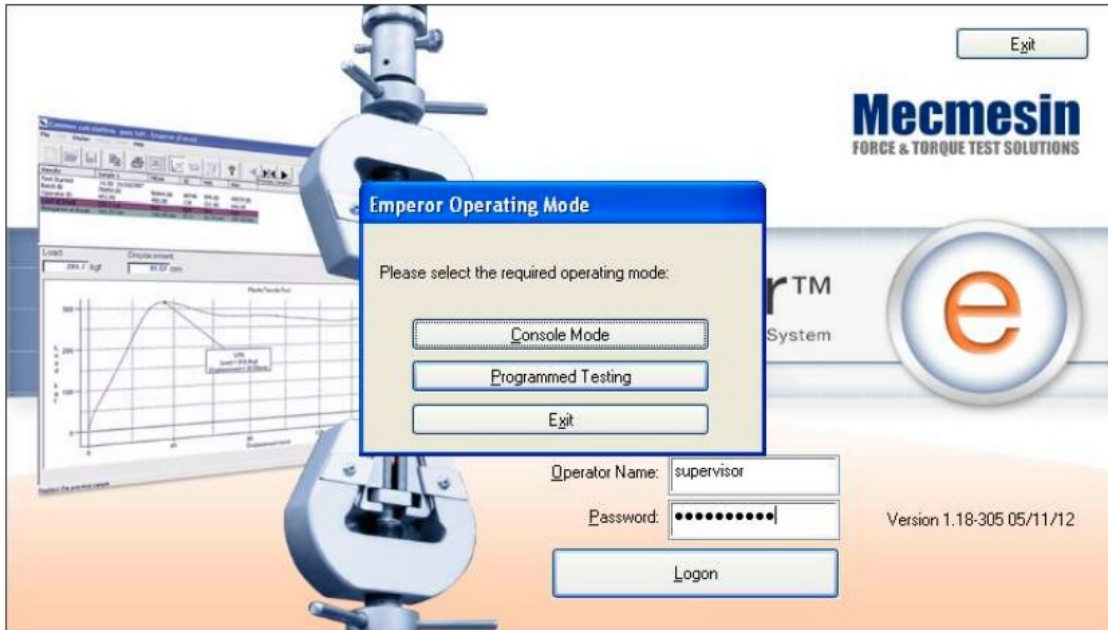 Exit
Mecmesin
FORCE & TORQUE TEST SOLUTIONS
Emperor Operating Mode
Please select the required operating mode:
Console Mode
Programmed Testing
Exit
r™
System
e
Load
Displacement
Operator Name: supervisor
Password: ●●●●●●●●●●
Logon
Version 1.18-305 05/11/12